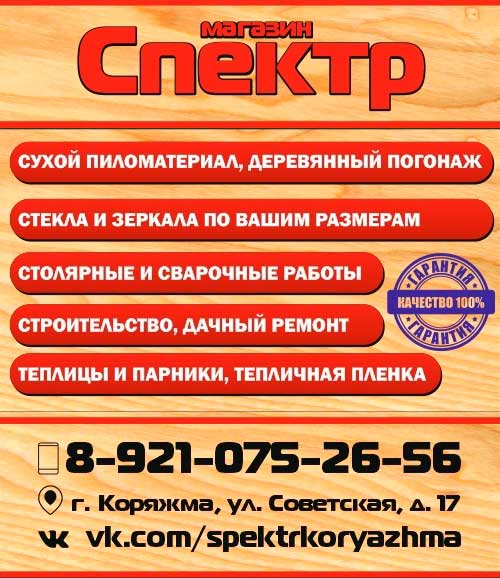 магазин
Спектр
СУХОЙ ПИЛОМАТЕРИАЛ, ДЕРЕВЯННЫЙ ПОГОНАЖ
СТЕКЛА И ЗЕРКАЛА ПО ВАШИМ РАЗМЕРАМ
СТОЛЯРНЫЕ И СВАРОЧНЫЕ РАБОТЫ
ГАРАНТИЯ
КАЧЕСТВО 100%
ГАРАНТИЯ
СТРОИТЕЛЬСТВО, ДАЧНЫЙ РЕМОНТ
ТЕПЛИЦЫ И ПАРНИКИ, ТЕПЛИЧНАЯ ПЛЕНКА
8-921-075-26-56
г. Коряжма, ул. Советская, д. 17
vk.com/spektrkoryazhma